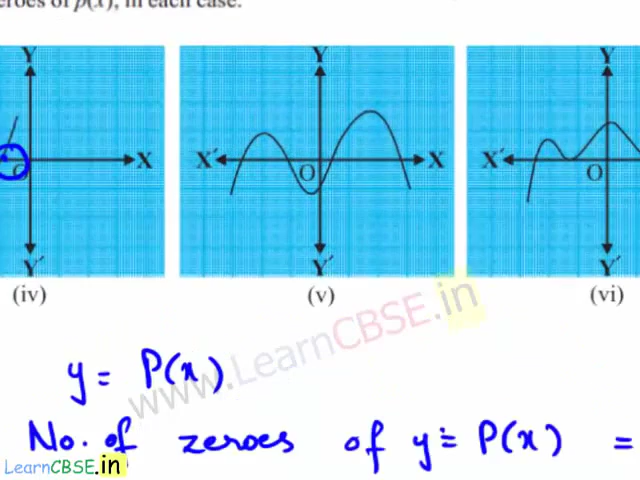 zeroes of p(x), in each case.
Y Y Y
X X′ X X′
O O O
Y′ Y′ Y′
(iv) (v) (vi)
www.LearnCBSE.in
y = P(x)
No. of zeroes of y = P(x) =
LearnCBSE.in